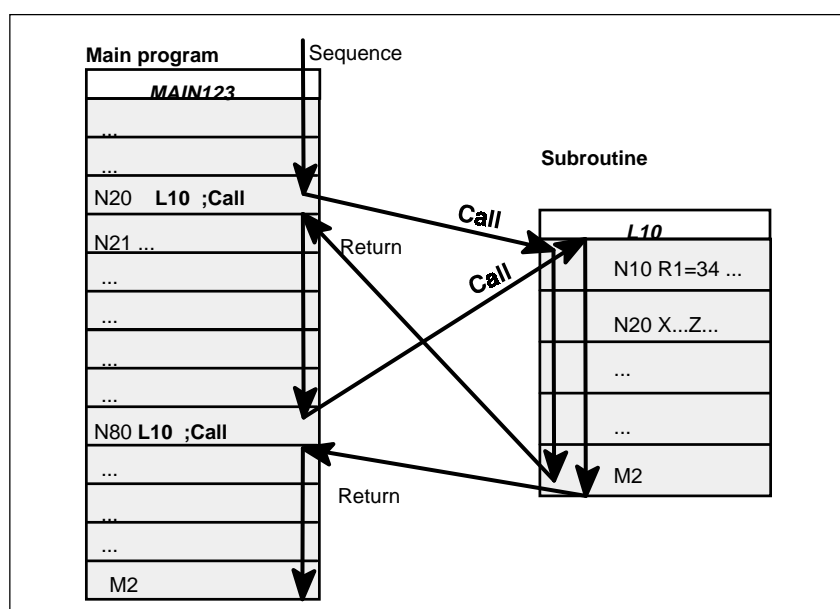 Main program
Sequence
MAIN123
...
...
N20 L10 ;Call
N21 ...
...
...
...
...
N80 L10 ;Call
...
...
...
M2
Call
Return
Call
Return
Subroutine
L10
N10 R1=34 ...
N20 X...Z...
...
...
M2